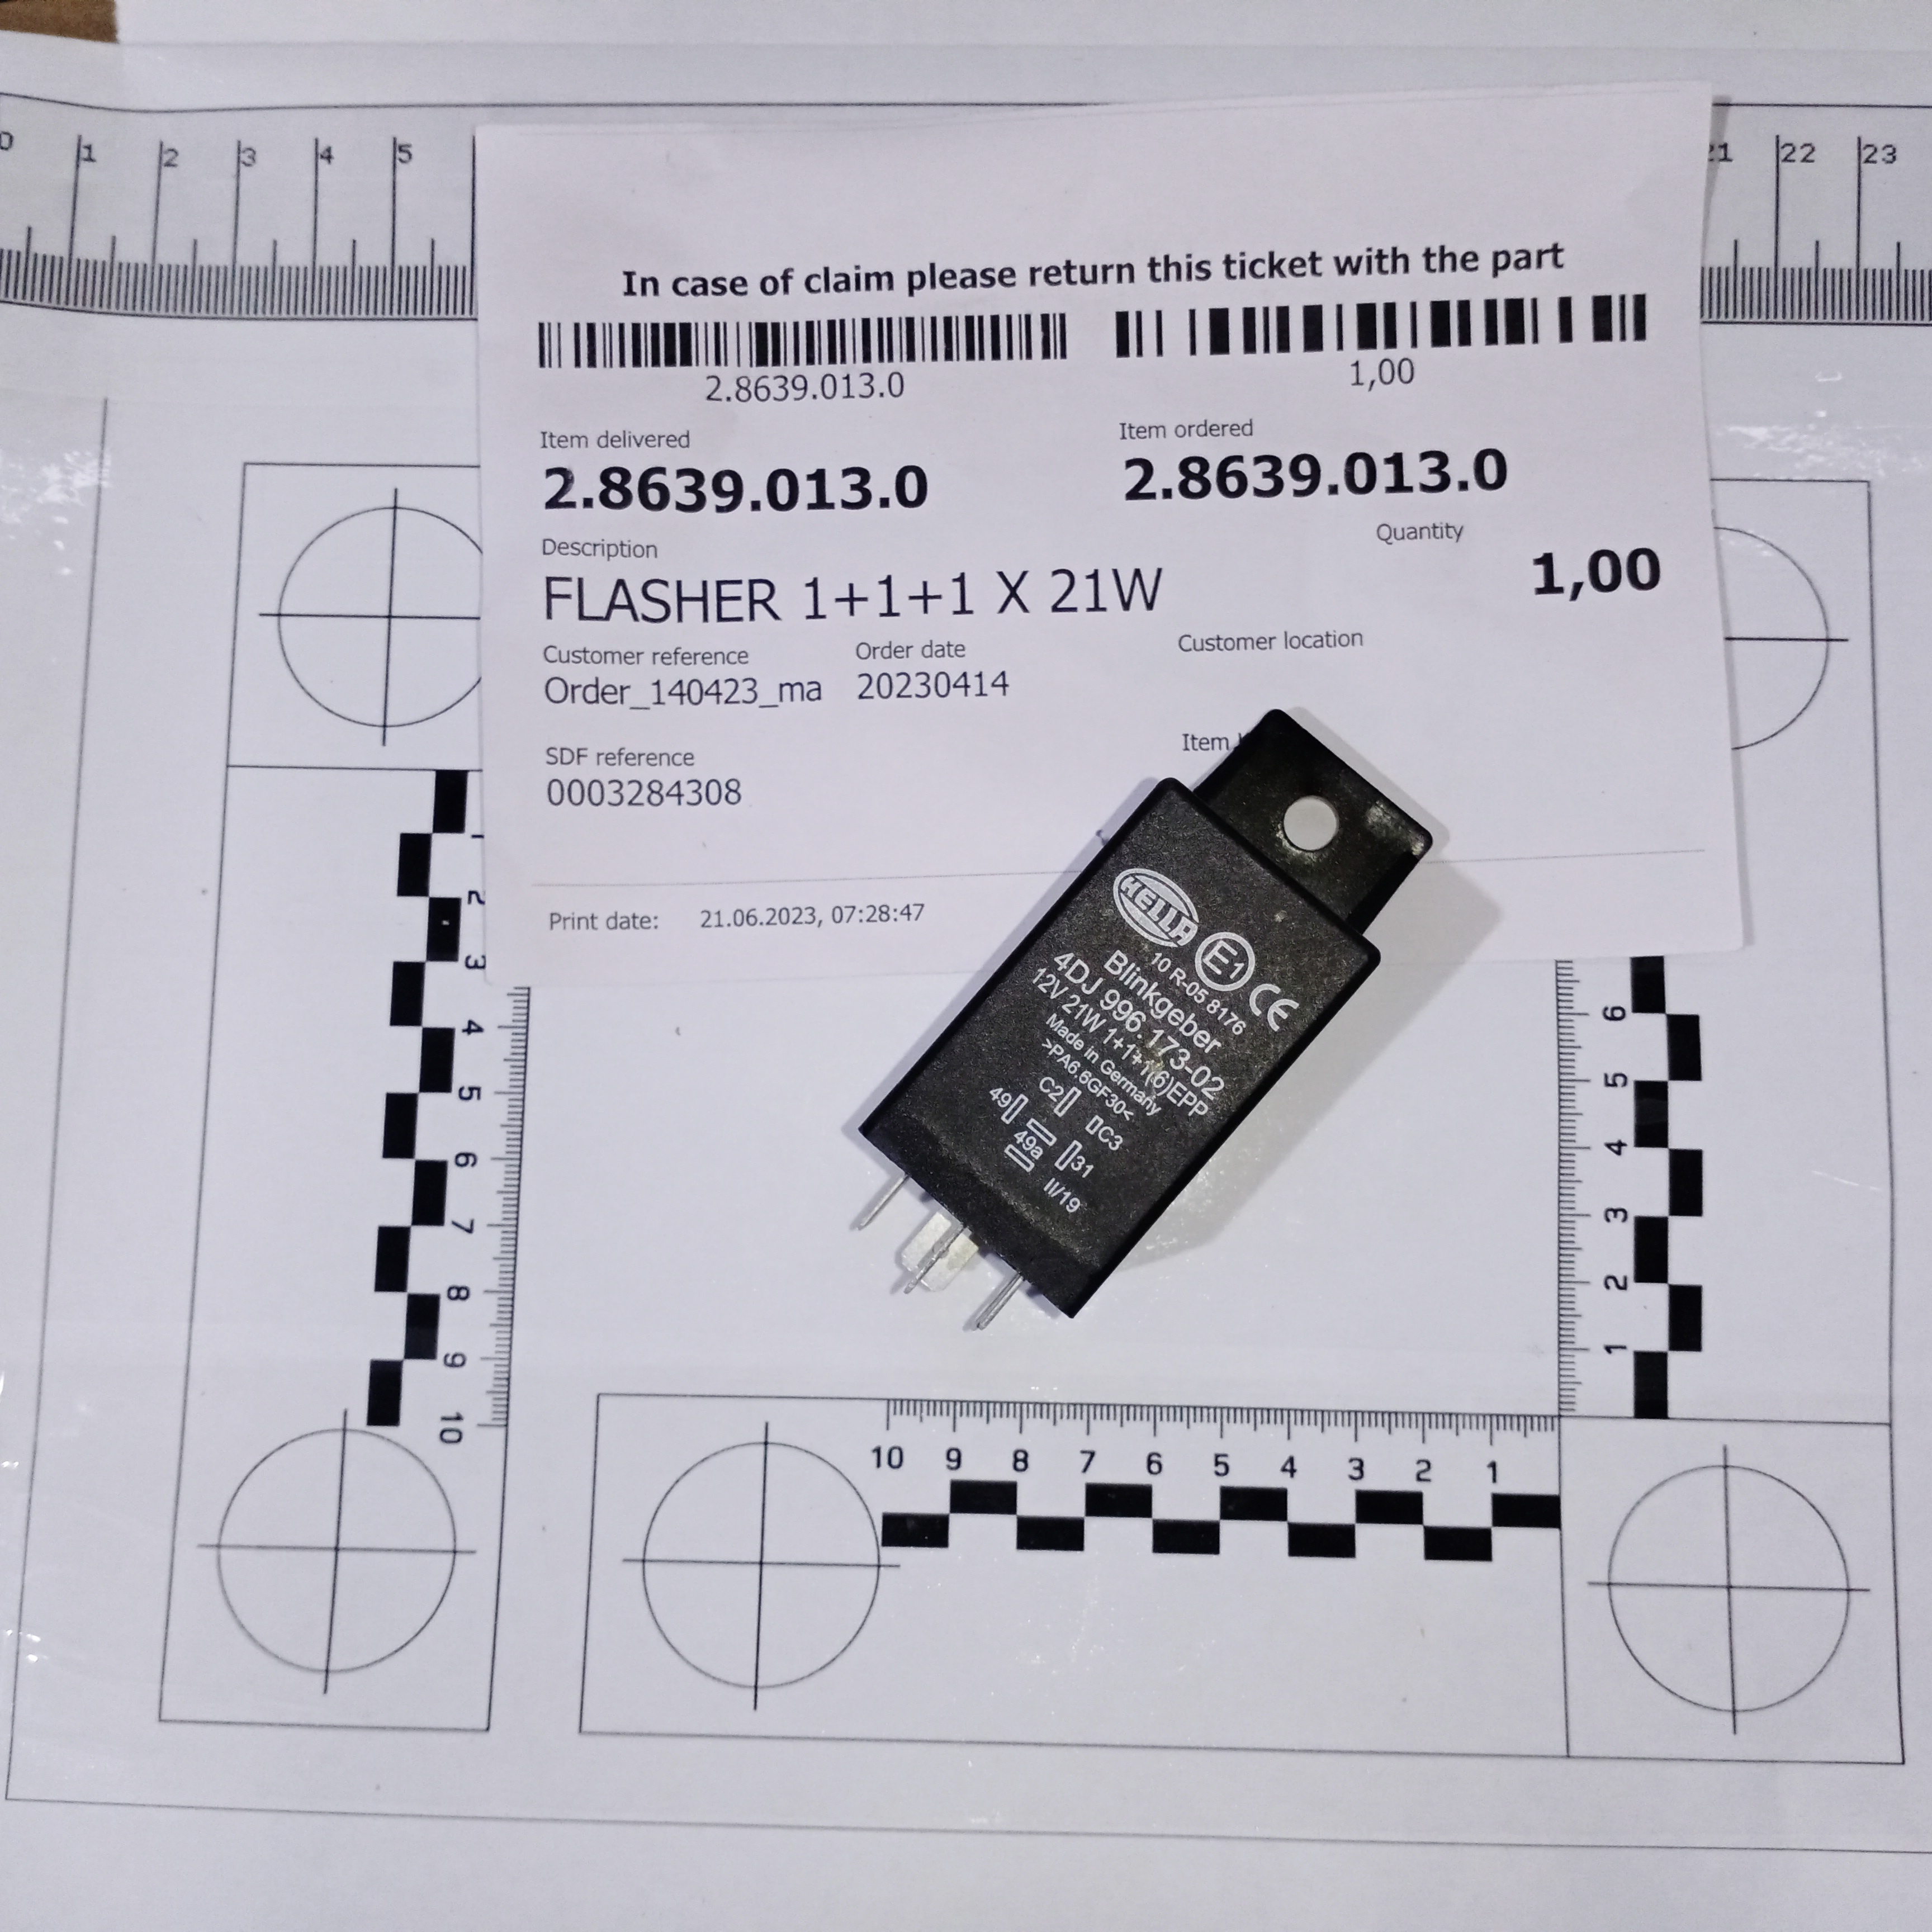 0 1 2 3 4 5
21 22 23
In case of claim please return this ticket with the part
2.8639.013.0
1,00
Item delivered
2.8639.013.0
Item ordered
2.8639.013.0
Description
FLASHER 1+1+1 X 21W
Quantity
1,00
Customer reference
Order_140423_ma
Order date
20230414
Customer location
SDF reference
0003284308
Item
Print date: 21.06.2023, 07:28:47
HELLA
E1
CE
10 R-05 8176
Blinkgeber
4DJ 996.173-02
12V 21W 1+1+1(6)EPP
Made in Germany
>PA6.6GF30<
C2
C3
49
49a
31
II/19
2
3
4
5
6
7
8
9
10
6
5
4
3
2
1
10 9 8 7 6 5 4 3 2 1